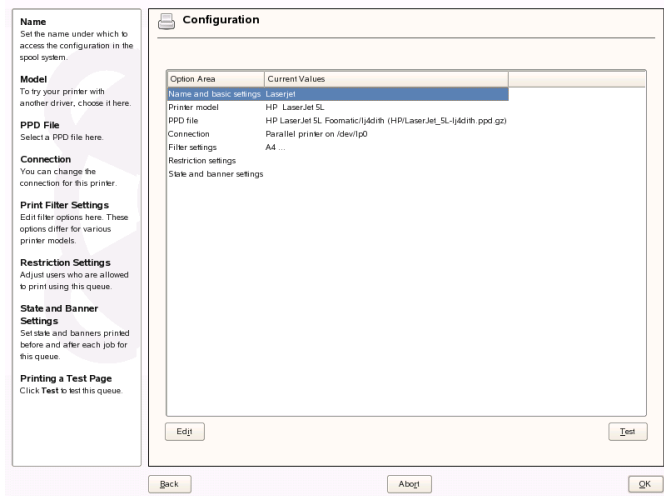 Name
Set the name under which to
access the configuration in the
spool system.
Model
To try your printer with
another driver, choose it here.
PPD File
Select a PPD file here.
Connection
You can change the
connection for this printer.
Print Filter Settings
Edit filter options here. These
options differ for various
printer models.
Restriction Settings
Adjust users who are allowed
to print using this queue.
State and Banner
Settings
Set state and banners printed
before and after each job for
this queue.
Printing a Test Page
Click Test to test this queue.
Configuration
Option Area Current Values
Name and basic settings Laserjet
Printer model HP LaserJet 5L
PPD file HP LaserJet 5L Foomatic/lj4dith (HP/LaserJet_5L-lj4dith.ppd.gz)
Connection Parallel printer on /dev/lp0
Filter settings A4 ...
Restriction settings
State and banner settings
Edit Test
Back Abort OK